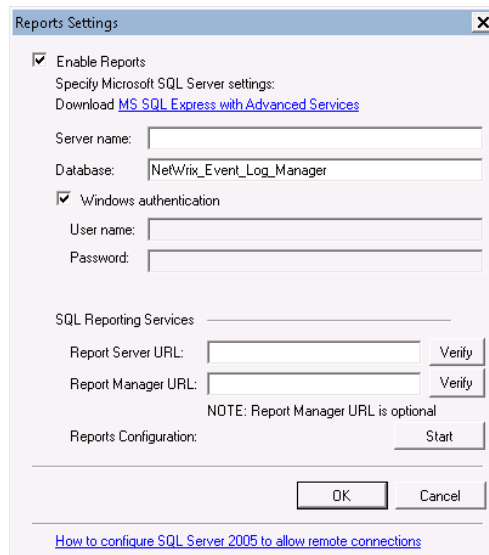 Reports Settings
Enable Reports
Specify Microsoft SQL Server settings:
Download MS SQL Express with Advanced Services
Server name:
Database: NetWrix_Event_Log_Manager
Windows authentication
User name:
Password:
SQL Reporting Services
Report Server URL: Verify
Report Manager URL: Verify
NOTE: Report Manager URL is optional
Reports Configuration: Start
OK Cancel
How to configure SQL Server 2005 to allow remote connections